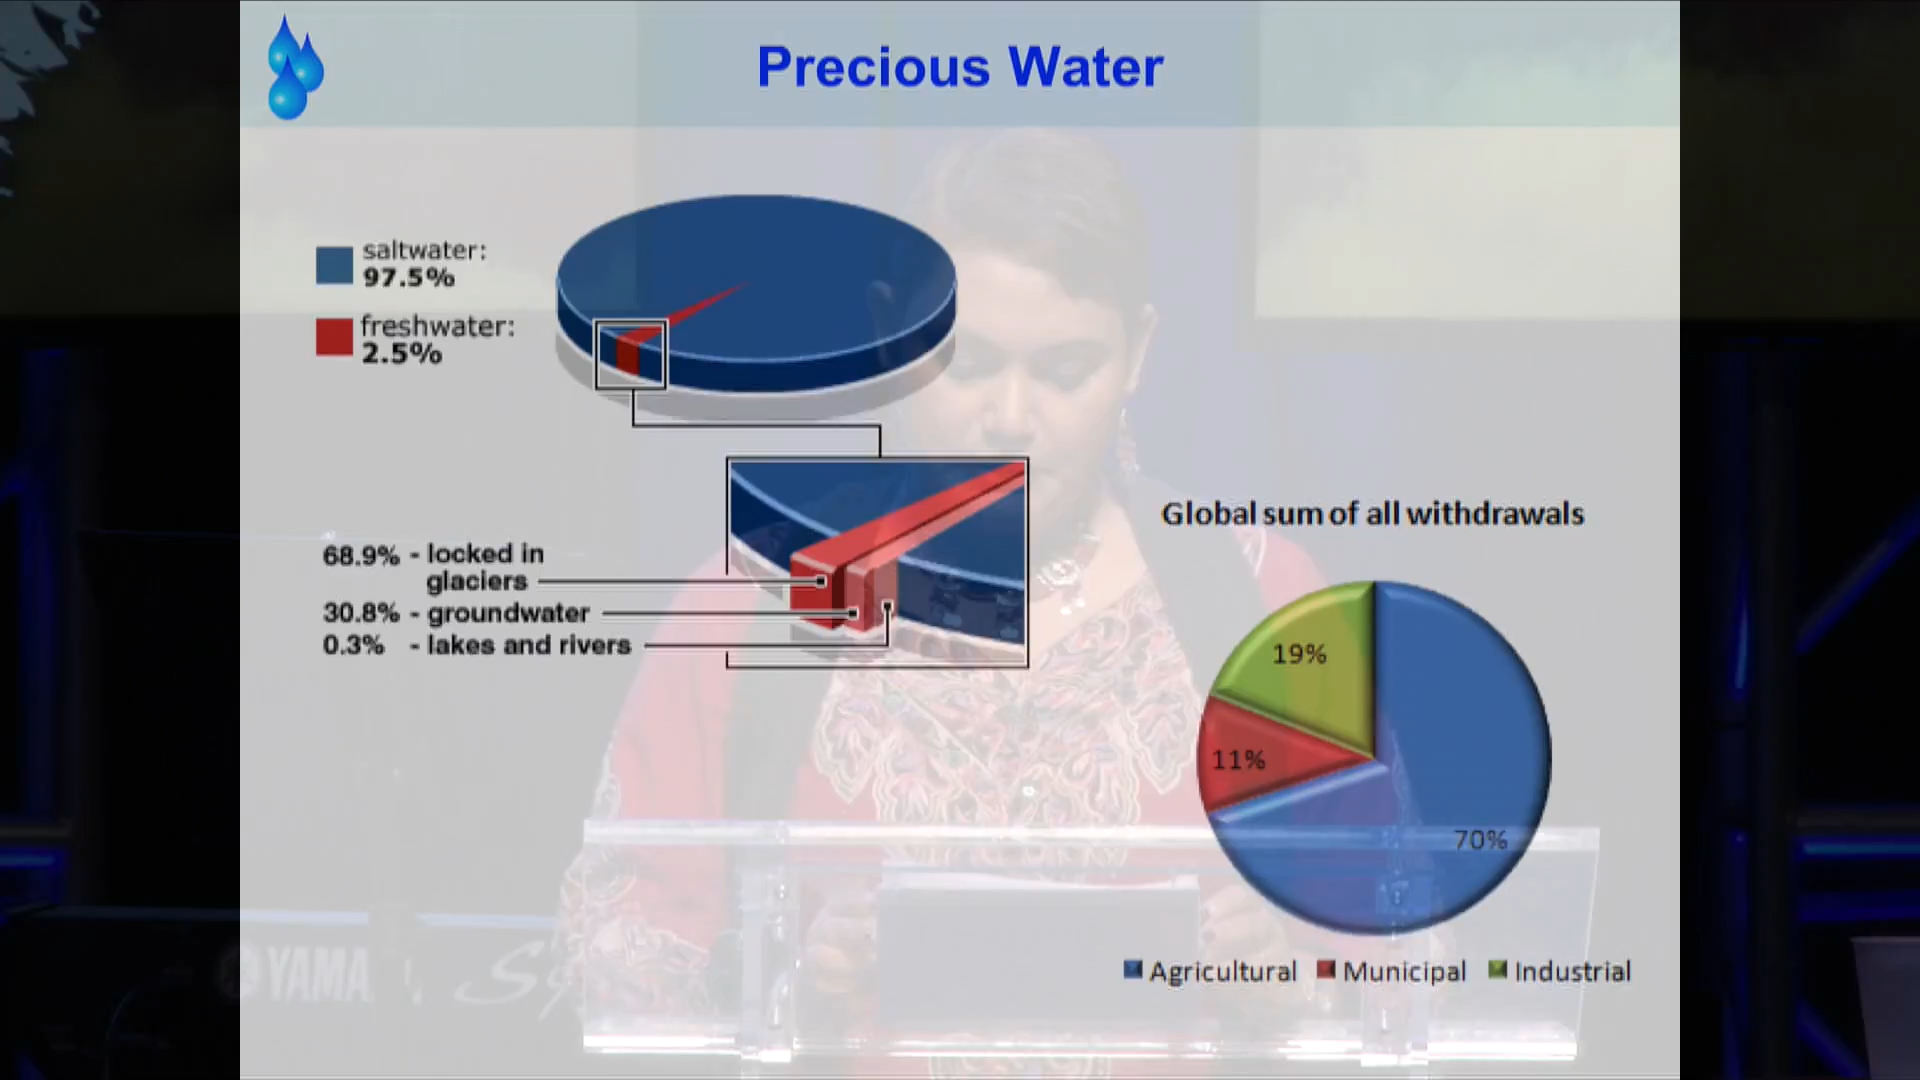 Precious Water
saltwater:
97.5%
freshwater:
2.5%
68.9% - locked in
glaciers
30.8% - groundwater
0.3% - lakes and rivers
Global sum of all withdrawals
19%
11%
70%
Agricultural Municipal Industrial
YAMA